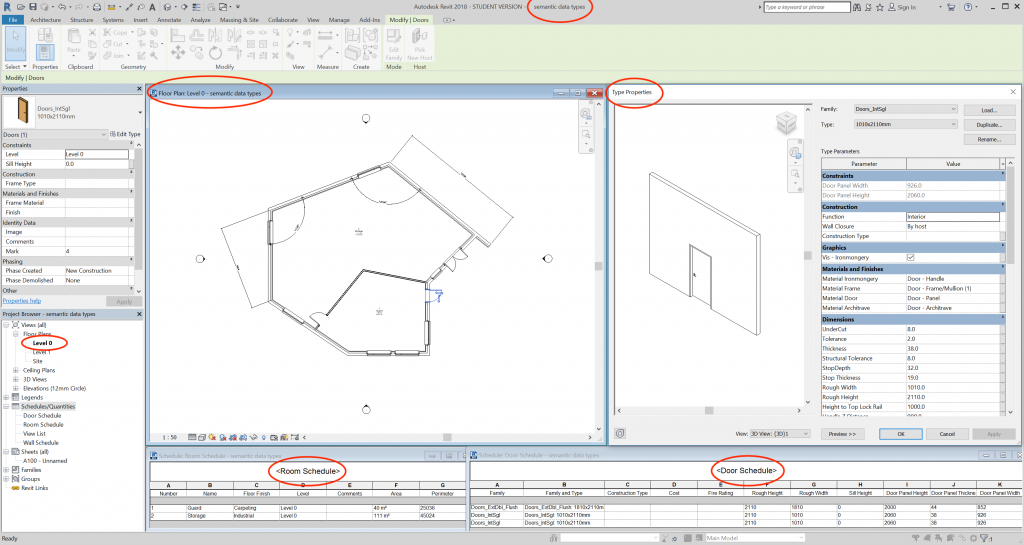 Autodesk Revit 2018 - STUDENT VERSION - semantic data types
Type a keyword or phrase
Sign In
File Architecture Structure Systems Insert Annotate Analyze Massing & Site Collaborate View Manage Add-Ins Modify | Doors
Modify
Paste
Cope
Cut
Join
Edit Family
Pick New Host
Select Properties Clipboard Geometry Modify View Measure Create Mode Host
Modify | Doors
Properties
Doors_IntSgl
1010x2110mm
Doors (1) Edit Type
Constraints
Level Level 0
Sill Height 0.0
Construction
Frame Type
Materials and Finishes
Frame Material
Finish
Identity Data
Image
Comments
Mark 4
Phasing
Phase Created New Construction
Phase Demolished None
Other
Properties help Apply
Project Browser - semantic data types
Views (all)
Floor Plans
Level 0
Level 1
Site
Ceiling Plans
3D Views
Elevations (12mm Circle)
Legends
Schedules/Quantities
Door Schedule
Room Schedule
View List
Wall Schedule
Sheets (all)
A100 - Unnamed
Families
Groups
Revit Links
Floor Plan: Level 0 - semantic data types
1 : 50
Type Properties
Family: Doors_IntSgl Load...
Type: 1010x2110mm Duplicate...
Rename...
Type Parameters
Parameter Value
Constraints
Door Panel Width 926.0
Door Panel Height 2060.0
Construction
Function Interior
Wall Closure By host
Construction Type
Graphics
Vis - Ironmongery
Materials and Finishes
Material Ironmongery Door - Handle
Material Frame Door - Frame/Mullion (1)
Material Door Door - Panel
Material Architrave Door - Architrave
Dimensions
UnderCut 8.0
Tolerance 2.0
Thickness 38.0
Structural Tolerance 8.0
StopDepth 32.0
Stop Thickness 19.0
Rough Width 1010.0
Rough Height 2110.0
Height to Top Lock Rail 1000.0
View: 3D View: {3D}1 Preview >> OK Cancel Apply
Schedule: Room Schedule - semantic data types
<Room Schedule>
A B C D E F G
Number Name Floor Finish Level Comments Area Perimeter
1 Guard Carpeting Level 0 40 m² 25036
2 Storage Industrial Level 0 111 m² 45024
Schedule: Door Schedule - semantic data types
<Door Schedule>
A B C D E F G H I J K
Family Family and Type Construction Type Cost Fire Rating Rough Height Rough Width Sill Height Door Panel Height Door Panel Thickne Door Panel Width
Doors_ExtDbl_Flush Doors_ExtDbl_Flush 1810x2110m 2110 1810 0 2000 44 852
Doors_IntSgl Doors_IntSgl 1010x2110mm 2110 1010 0 2060 38 926
Doors_IntSgl Doors_IntSgl 1010x2110mm 2110 1010 0 2060 38 926
Ready
Main Model